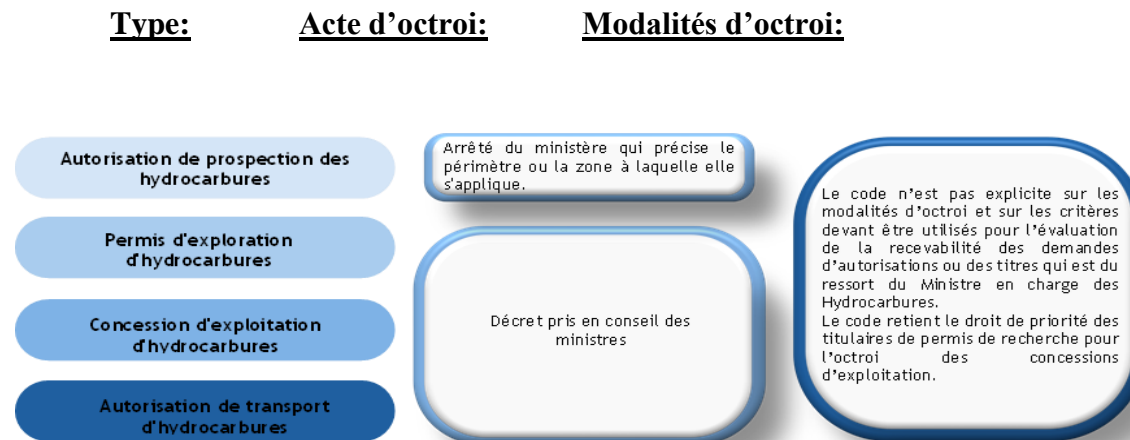 Type: Acte d’octroi: Modalités d’octroi:
Autorisation de prospection des
hydrocarbures
Permis d'exploration
d'hydrocarbures
Concession d'exploitation
d'hydrocarbures
Autorisation de transport
d'hydrocarbures
Arrêté du ministère qui précise le
périmètre ou la zone à laquelle elle
s'applique.
Décret pris en conseil des
ministres
Le code n’est pas explicite sur les
modalités d’octroi et sur les critères
devant être utilisés pour l’évaluation
de la recevabilité des demandes
d’autorisations ou des titres qui est du
ressort du Ministre en charge des
Hydrocarbures.
Le code retient le droit de priorité des
titulaires de permis de recherche pour
l’octroi des concessions
d’exploitation.